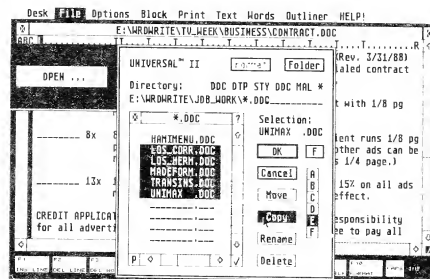 Desk File Options Block Print Text Words Outliner HELP!
E:\WRDWRITE\TV_WEEK\BUSINESS\CONTRACT.DOC
(Rev. 3/31/88)
OPEN ...
UNIVERSAL™ II
Folder
Directory: DOC DTP STY DOC MAL *
E:\WRDWRITE\JOB_WORK\*.DOC
t with 1/8 pg
*.DOC ?
Selection:
UNIMAX .DOC
HAMIMENU.DOC
LOS_CORR.DOC
LOS_HERM.DOC
MADEFORM.DOC
TRANSINS.DOC
UNIMAX .DOC
OK F
Cancel A
Move B
C
D
Copy E
F
Rename
Delete
8x
ient runs 1/8 pg
other ads can be
s 1/4 page.)
13x
15% on all ads
effect.
CREDIT APPLICAT
for all adverti
esponsibility
ee to pay all